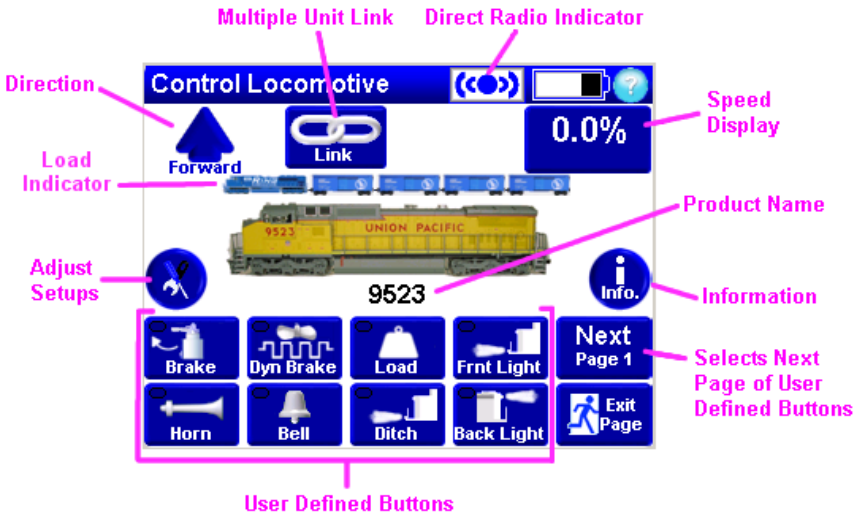 Multiple Unit Link
Direct Radio Indicator
Direction
Control Locomotive
?
Speed
Display
0.0%
Forward
Link
Load
Indicator
UNION PACIFIC
9523
Product Name
Adjust
Setups
9523
Info.
Information
Brake
Dyn Brake
Load
Frnt Light
Next
Page 1
Selects Next
Page of User
Defined Buttons
Horn
Bell
Ditch
Back Light
Exit
Page
User Defined Buttons